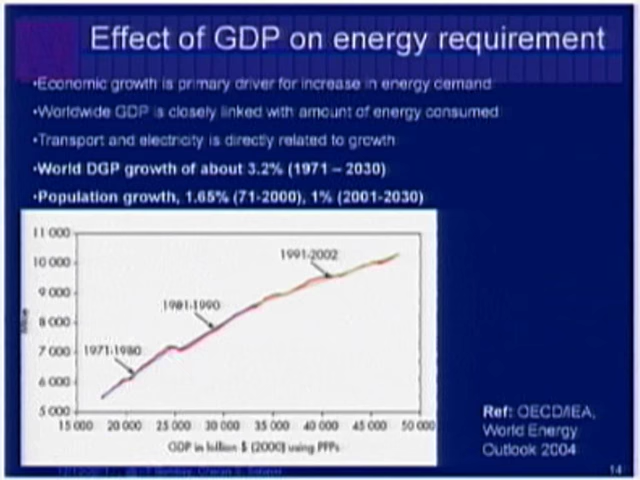 Effect of GDP on energy requirement
•Economic growth is primary driver for increase in energy demand
•Worldwide GDP is closely linked with amount of energy consumed
•Transport and electricity is directly related to growth
•World DGP growth of about 3.2% (1971 – 2030)
•Population growth, 1.65% (71-2000), 1% (2001-2030)
11 000
10 000
9 000
8 000
7 000
6 000
5 000
1991-2002
1981-1990
1971-1980
15 000 20 000 25 000 30 000 35 000 40 000 45 000 50 000
GDP in billion $ (2000) using PPPs
Ref: OECD/IEA,
World Energy
Outlook 2004
14